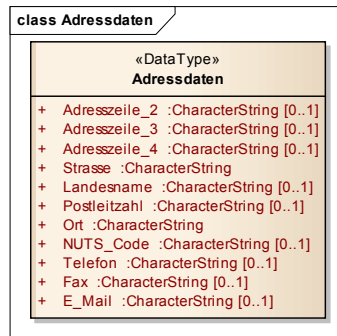 class Adressdaten
«DataType»
Adressdaten
+ Adresszeile_2 :CharacterString [0..1]
+ Adresszeile_3 :CharacterString [0..1]
+ Adresszeile_4 :CharacterString [0..1]
+ Strasse :CharacterString
+ Landesname :CharacterString [0..1]
+ Postleitzahl :CharacterString [0..1]
+ Ort :CharacterString
+ NUTS_Code :CharacterString [0..1]
+ Telefon :CharacterString [0..1]
+ Fax :CharacterString [0..1]
+ E_Mail :CharacterString [0..1]